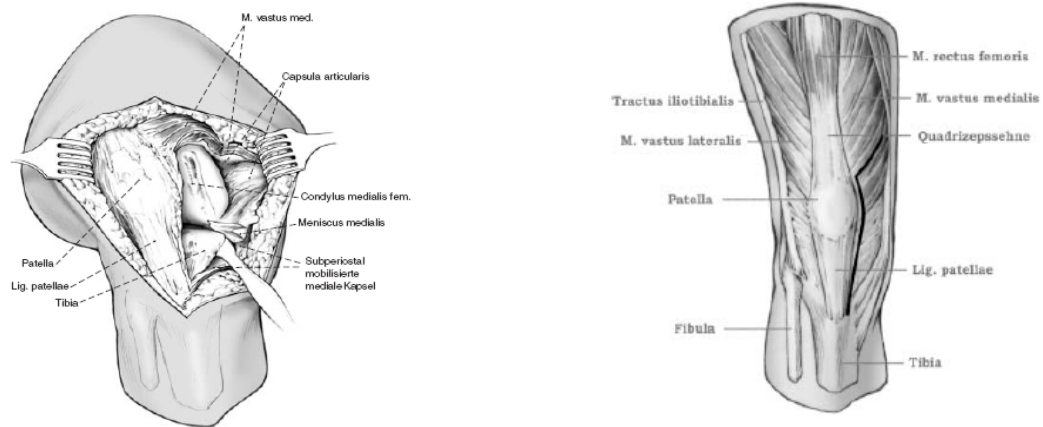 M. vastus med.
Capsula articularis
Condylus medialis fem.
Meniscus medialis
Subperiostal
mobilisierte
mediale Kapsel
Patella
Lig. patellae
Tibia
M. rectus femoris
Tractus iliotibialis
M. vastus medialis
M. vastus lateralis
Quadrizepssehne
Patella
Lig. patellae
Fibula
Tibia